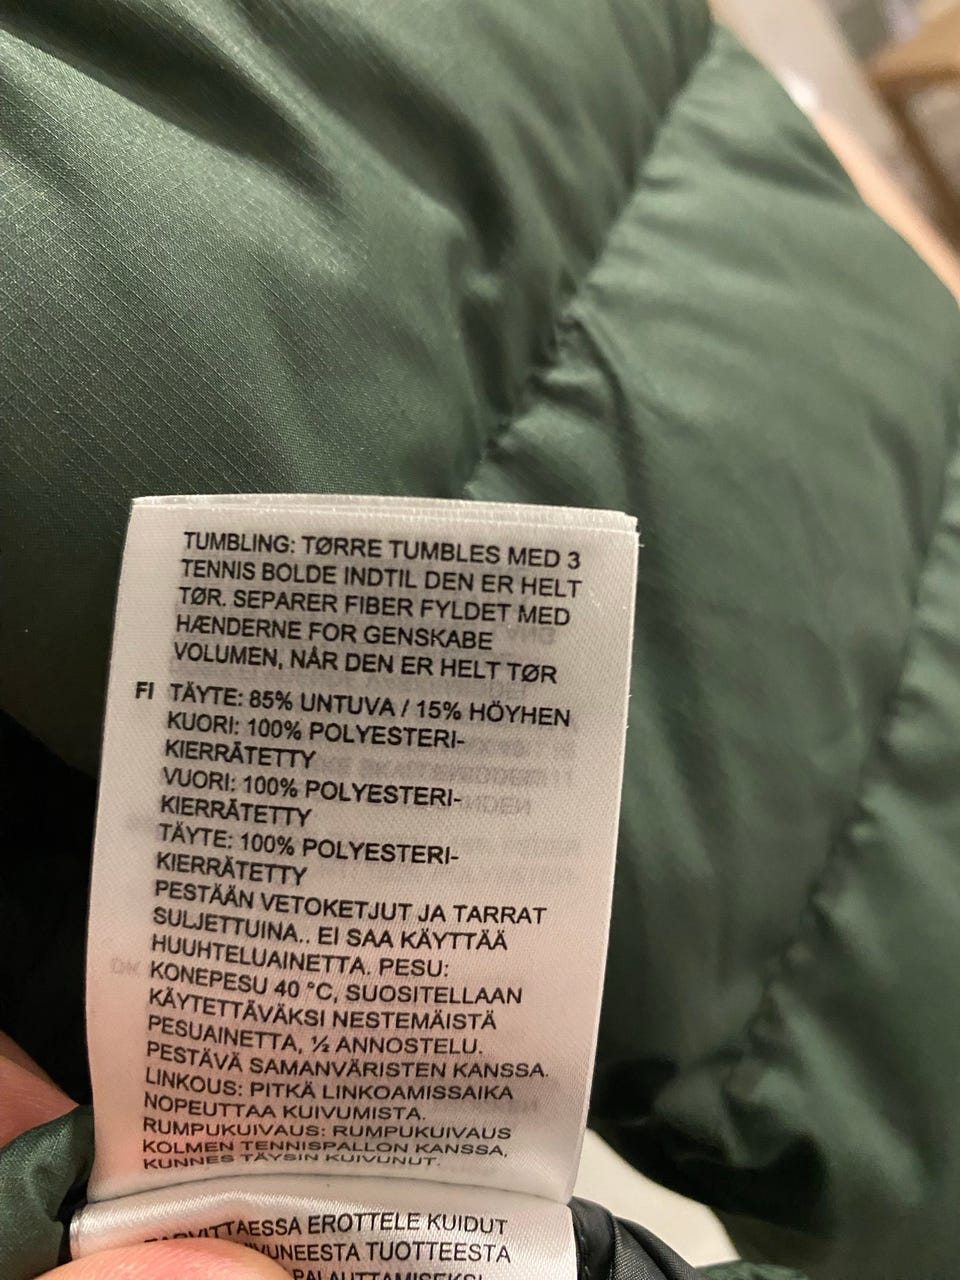 TUMBLING: TØRRE TUMBLES MED 3
TENNIS BOLDE INDTIL DEN ER HELT
TØR. SEPARER FIBER FYLDET MED
HÆNDERNE FOR GENSKABE
VOLUMEN, NÅR DEN ER HELT TØR
FI TÄYTE: 85% UNTUVA / 15% HÖYHEN
KUORI: 100% POLYESTERI-
KIERRÄTETTY
VUORI: 100% POLYESTERI-
KIERRÄTETTY
TÄYTE: 100% POLYESTERI-
KIERRÄTETTY
PESTÄÄN VETOKETJUT JA TARRAT
SULJETTUINA.. EI SAA KÄYTTÄÄ
HUUHTELUAINETTA. PESU:
KONEPESU 40 °C, SUOSITELLAAN
KÄYTETTÄVÄKSI NESTEMÄISTÄ
PESUAINETTA, ½ ANNOSTELU.
PESTÄVÄ SAMANVÄRISTEN KANSSA.
LINKOUS: PITKÄ LINKOAMISSAIKA
NOPEUTTAA KUIVUMISTA.
RUMPUKUIVAUS: RUMPUKUIVAUS
KOLMEN TENNISPALLON KANSSA,
KUNNES TÄYSIN KUIVUNUT.
EROTTELE KUIDUT
TUOTTEESTA